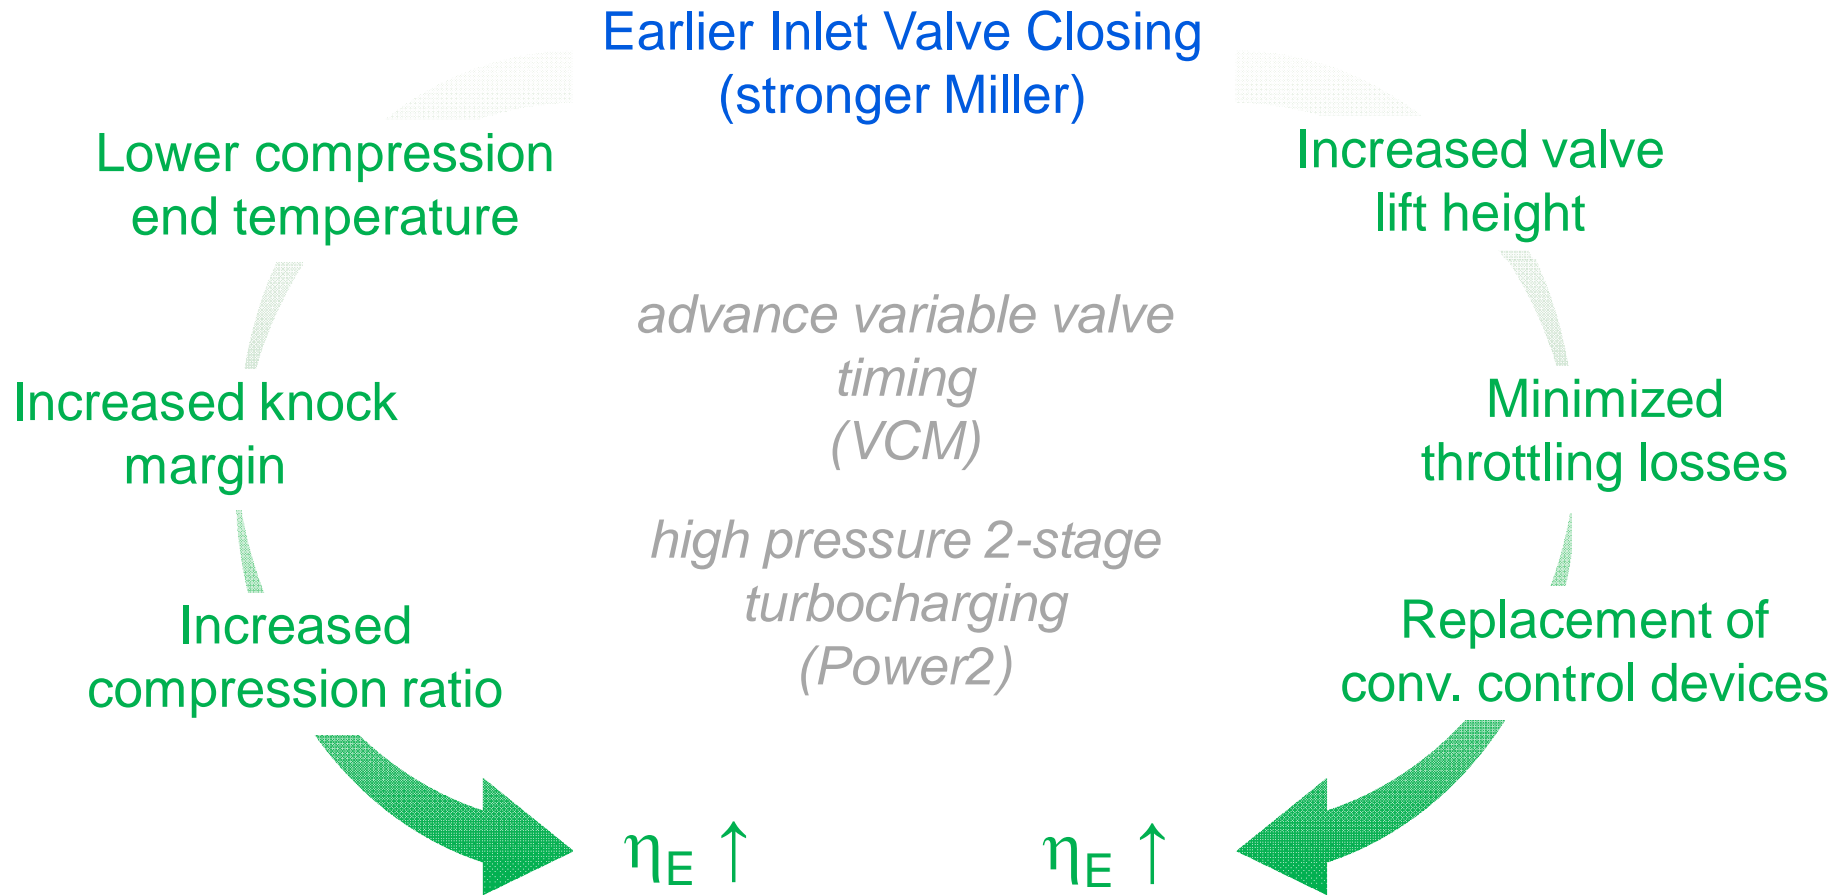 Earlier Inlet Valve Closing
(stronger Miller)
Lower compression
end temperature
Increased knock
margin
Increased
compression ratio
ηE ↑
advance variable valve
timing
(VCM)
high pressure 2-stage
turbocharging
(Power2)
Increased valve
lift height
Minimized
throttling losses
Replacement of
conv. control devices
ηE ↑